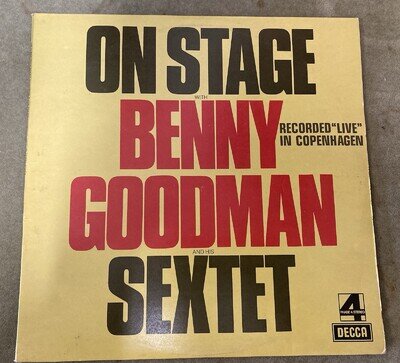 ON STAGE
WITH
BENNY
RECORDED "LIVE"
IN COPENHAGEN
GOODMAN
AND HIS
SEXTET
4
PHASE 4 STEREO
DECCA